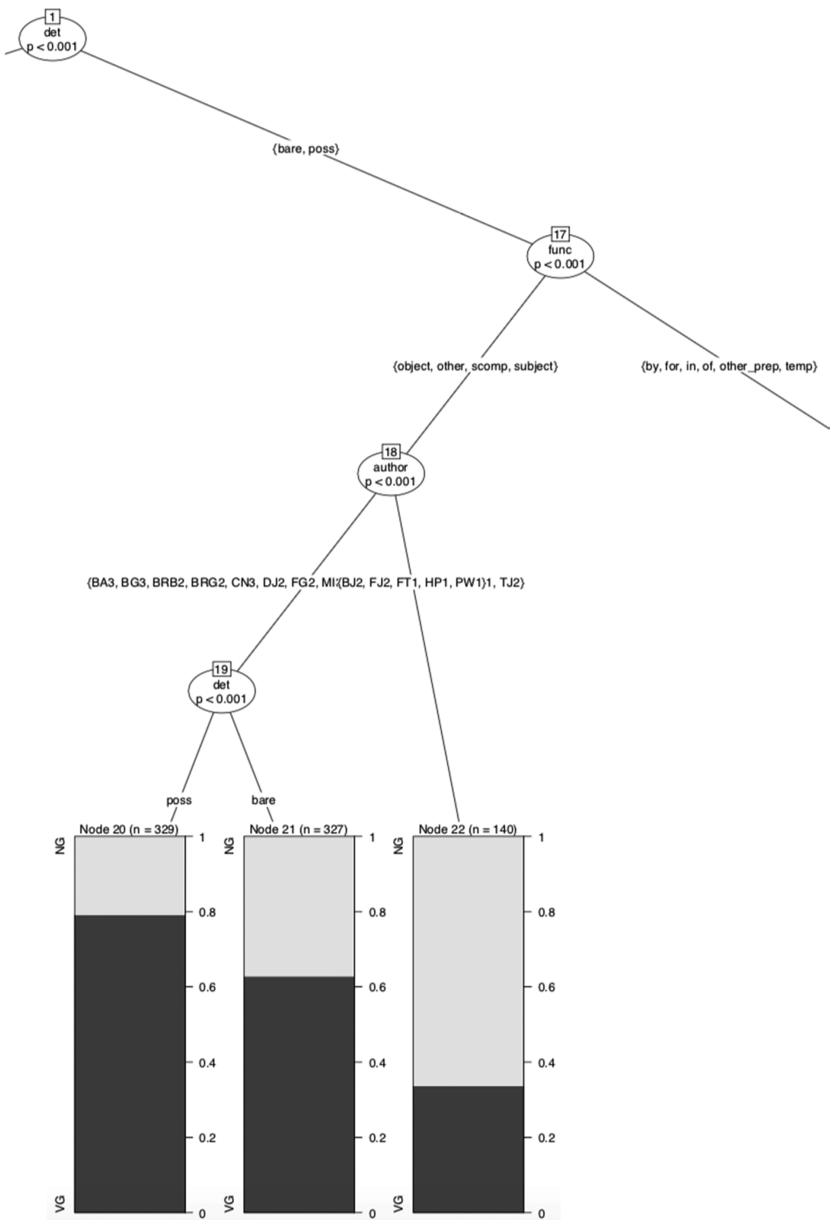 1
det
p < 0.001
{bare, poss}
17
func
p < 0.001
{object, other, scomp, subject}
{by, for, in, of, other_prep, temp}
18
author
p < 0.001
{BA3, BG3, BRB2, BRG2, CN3, DJ2, FG2,
{BJ2, FJ2, FT1, HP1, PW1}
TJ2}
19
det
p < 0.001
poss
bare
Node 20 (n = 329)
NG
VG
1
0.8
0.6
0.4
0.2
0
Node 21 (n = 327)
NG
VG
1
0.8
0.6
0.4
0.2
0
Node 22 (n = 140)
NG
VG
1
0.8
0.6
0.4
0.2
0